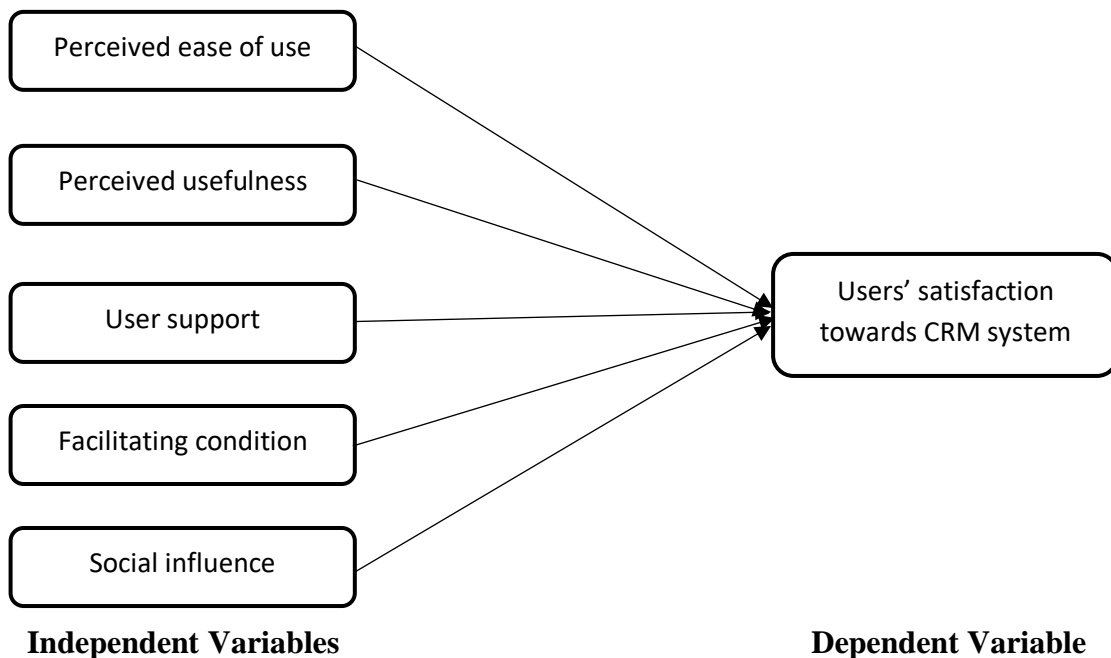 Perceived ease of use
Perceived usefulness
User support
Facilitating condition
Social influence
Users’ satisfaction
towards CRM system
Independent Variables
Dependent Variable